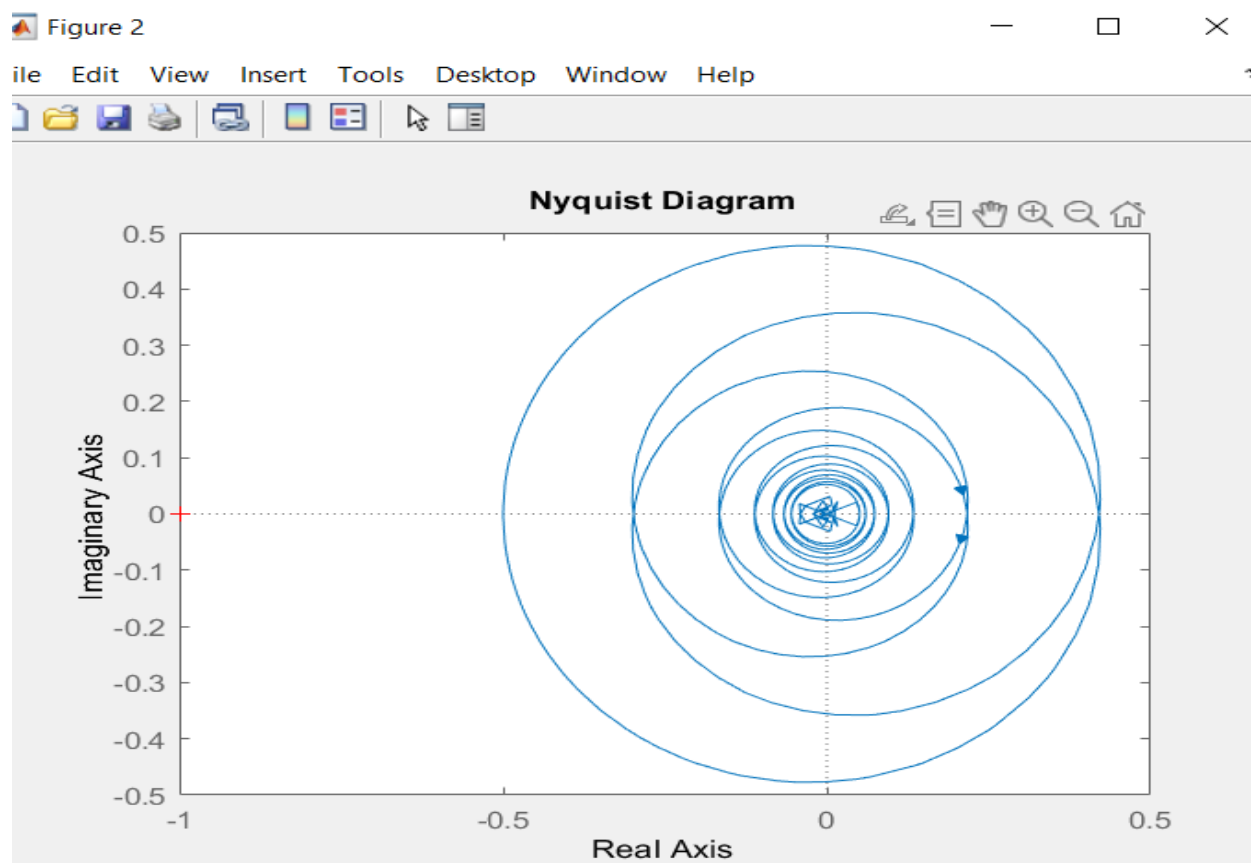 Figure 2
ile Edit View Insert Tools Desktop Window Help
Nyquist Diagram
0.5
0.4
0.3
0.2
0.1
0
-0.1
-0.2
-0.3
-0.4
-0.5
Imaginary Axis
-1 -0.5 0 0.5
Real Axis